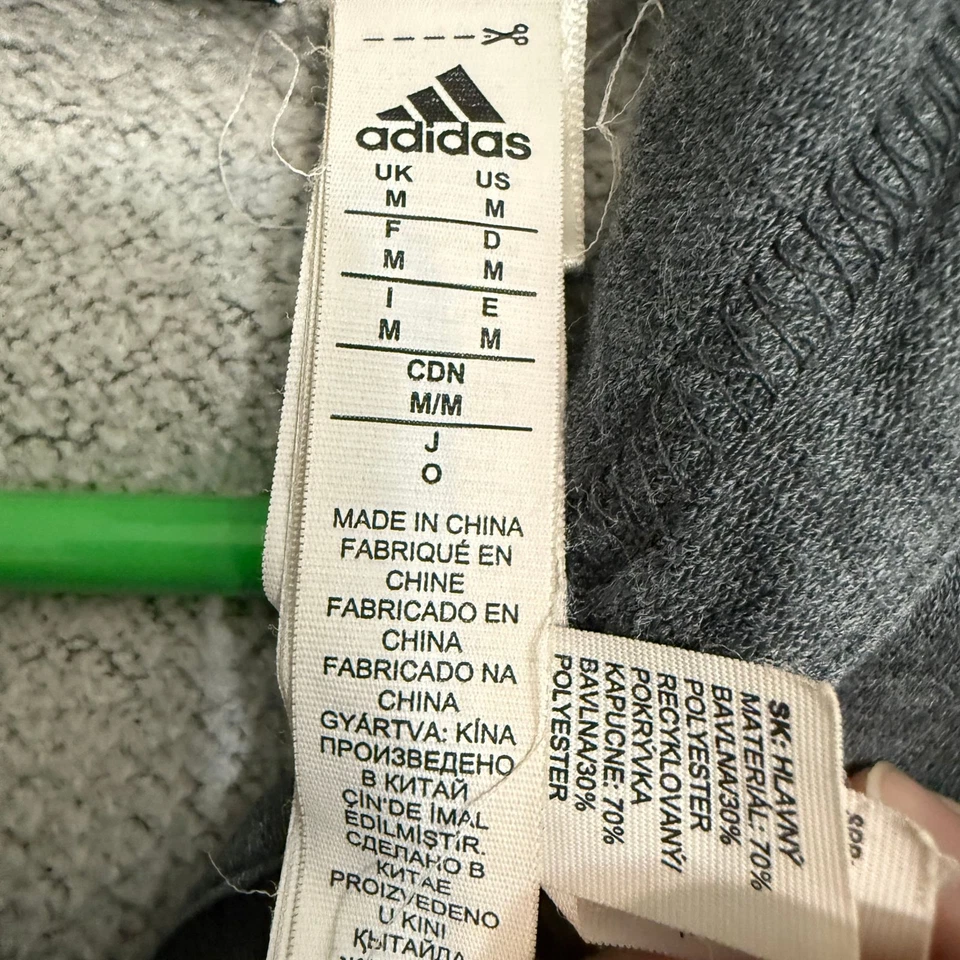 adidas
UK US
M M
F D
M M
I E
M M
CDN
M/M
J
O
MADE IN CHINA
FABRIQUÉ EN
CHINE
FABRICADO EN
CHINA
FABRICADO NA
CHINA
GYÁRTVA: KÍNA
ПРОИЗВЕДЕНО
В КИТАЙ
ÇIN'DE İMAL
EDİLMİŞTİR.
СДЕЛАНО В
КИТАЕ
PROIZVEDENO
U KINI
ҚЫТАЙДА
SK: HLAVNÝ
MATERIÁL: 70%
BAVLNA/30%
POLYESTER
RECYKLOVANÝ/
POKRÝVKA
KAPUCNE: 70%
BAVLNA/30%
POLYESTER